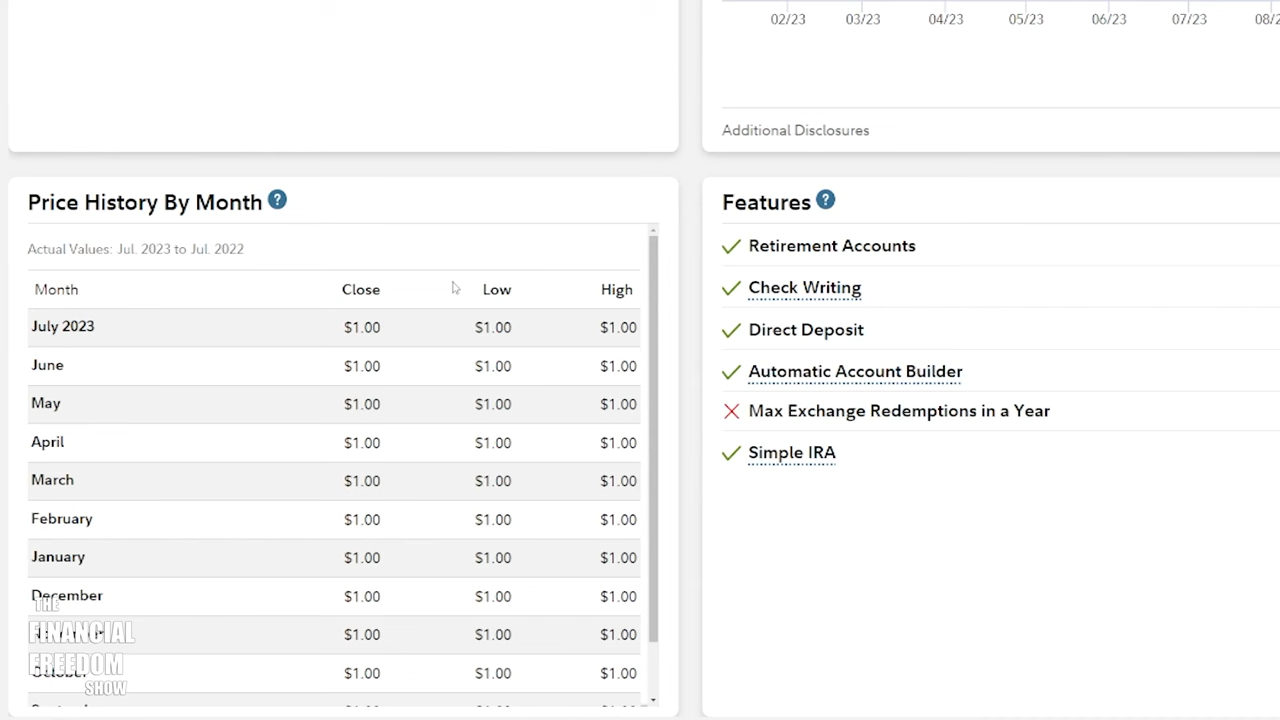 02/23 03/23 04/23 05/23 06/23 07/23
Additional Disclosures
Price History By Month ?
Actual Values: Jul. 2023 to Jul. 2022
Month Close Low High
July 2023 $1.00 $1.00 $1.00
June $1.00 $1.00 $1.00
May $1.00 $1.00 $1.00
April $1.00 $1.00 $1.00
March $1.00 $1.00 $1.00
February $1.00 $1.00 $1.00
January $1.00 $1.00 $1.00
December $1.00 $1.00 $1.00
$1.00 $1.00 $1.00
October $1.00 $1.00 $1.00
THE
FINANCIAL
FREEDOM
SHOW
Features ?
Retirement Accounts
Check Writing
Direct Deposit
Automatic Account Builder
Max Exchange Redemptions in a Year
Simple IRA